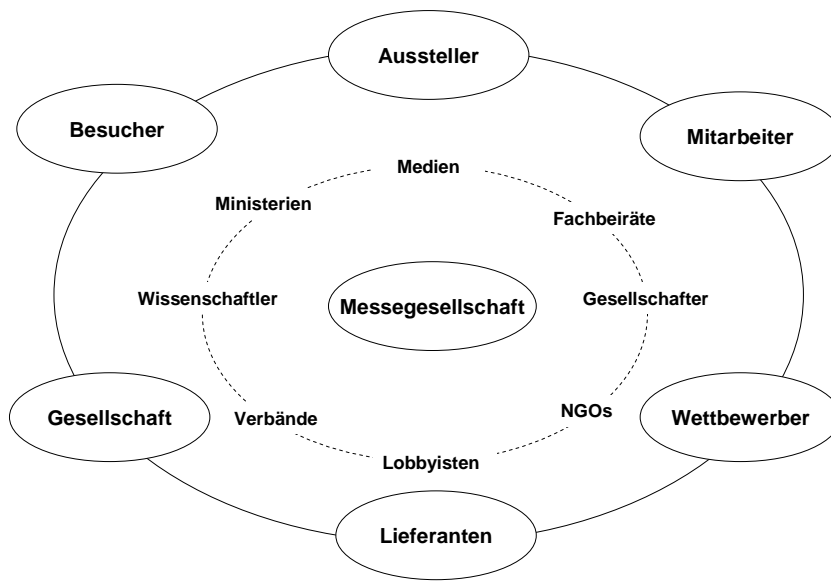 Aussteller
Besucher
Mitarbeiter
Medien
Ministerien
Fachbeiräte
Wissenschaftler
Messegesellschaft
Gesellschafter
Gesellschaft
Verbände
NGOs
Wettbewerber
Lobbyisten
Lieferanten